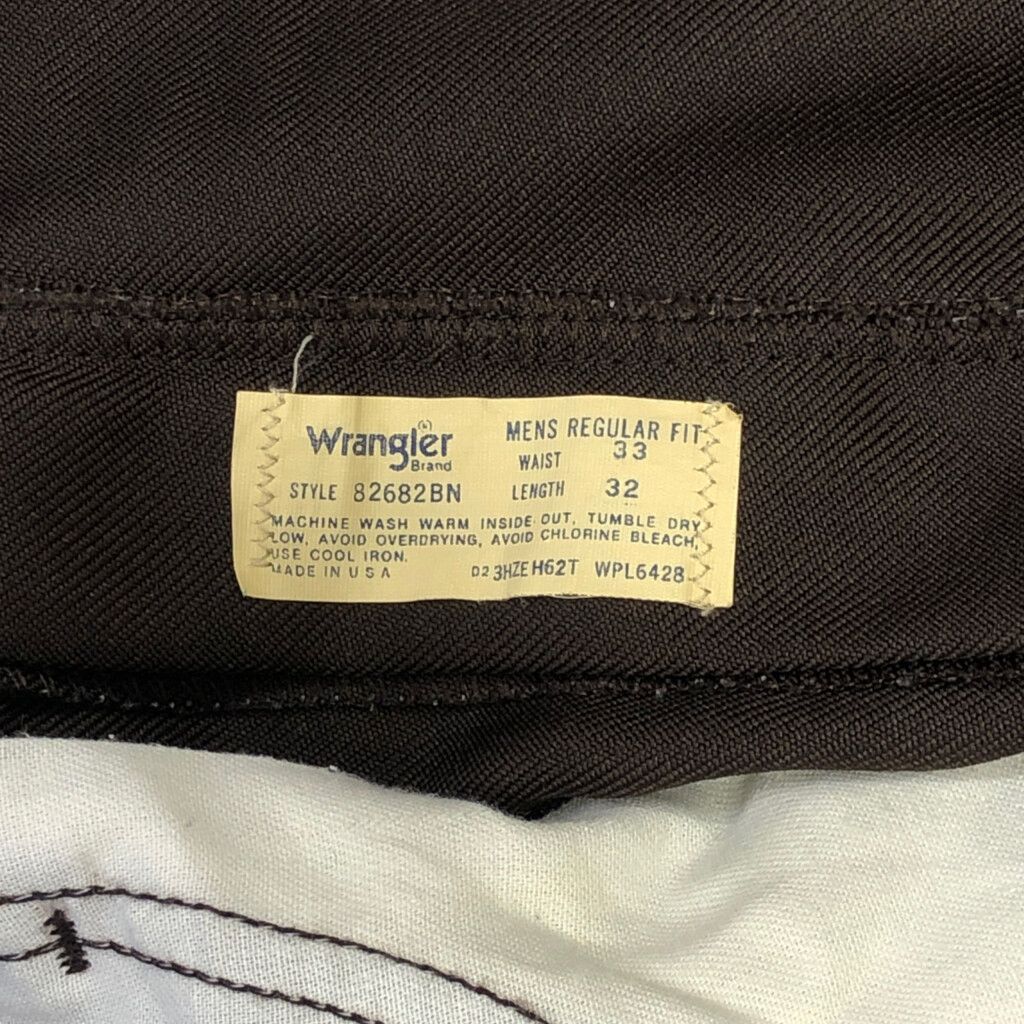 Wrangler®
Brand
MENS REGULAR FIT
WAIST 33
STYLE 82682BN
LENGTH 32
MACHINE WASH WARM INSIDE OUT, TUMBLE DRY
LOW, AVOID OVERDRYING, AVOID CHLORINE BLEACH,
USE COOL IRON.
MADE IN U S A
D2 3HZE H62T WPL6428